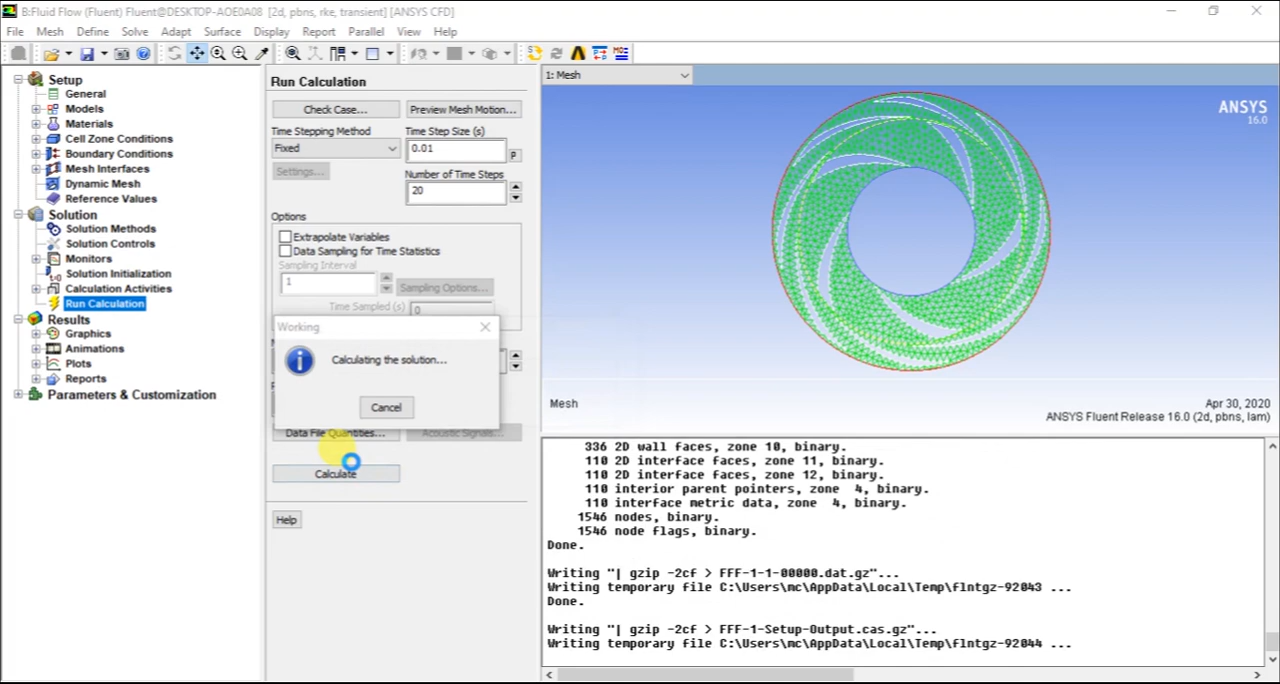 B:Fluid Flow (Fluent) Fluent@DESKTOP-AOE0A08 [2d, pbns, rke, transient] [ANSYS CFD]
File Mesh Define Solve Adapt Surface Display Report Parallel View Help
Setup
General
Models
Materials
Cell Zone Conditions
Boundary Conditions
Mesh Interfaces
Dynamic Mesh
Reference Values
Solution
Solution Methods
Solution Controls
Monitors
Solution Initialization
Calculation Activities
Run Calculation
Results
Graphics
Animations
Plots
Reports
Parameters & Customization
Run Calculation
Check Case... Preview Mesh Motion...
Time Stepping Method Time Step Size (s)
Fixed 0.01 P
Settings... Number of Time Steps
20
Options
Extrapolate Variables
Data Sampling for Time Statistics
Sampling Interval
1 Sampling Options...
Time Sampled (s) 0
Working
Calculating the solution...
Cancel
Data File Quantities... Acoustic Signals...
Calculate
Help
1: Mesh
ANSYS
16.0
Mesh Apr 30, 2020
ANSYS Fluent Release 16.0 (2d, pbns, lam)
336 2D wall faces, zone 10, binary.
110 2D interface faces, zone 11, binary.
110 2D interface faces, zone 12, binary.
110 interior parent pointers, zone 4, binary.
110 interface metric data, zone 4, binary.
1546 nodes, binary.
1546 node flags, binary.
Done.
Writing "| gzip -2cf > FFF-1-1-00000.dat.gz"...
Writing temporary file C:\Users\mc\AppData\Local\Temp\flntgz-92043 ...
Done.
Writing "| gzip -2cf > FFF-1-Setup-Output.cas.gz"...
Writing temporary file C:\Users\mc\AppData\Local\Temp\flntgz-92044 ...